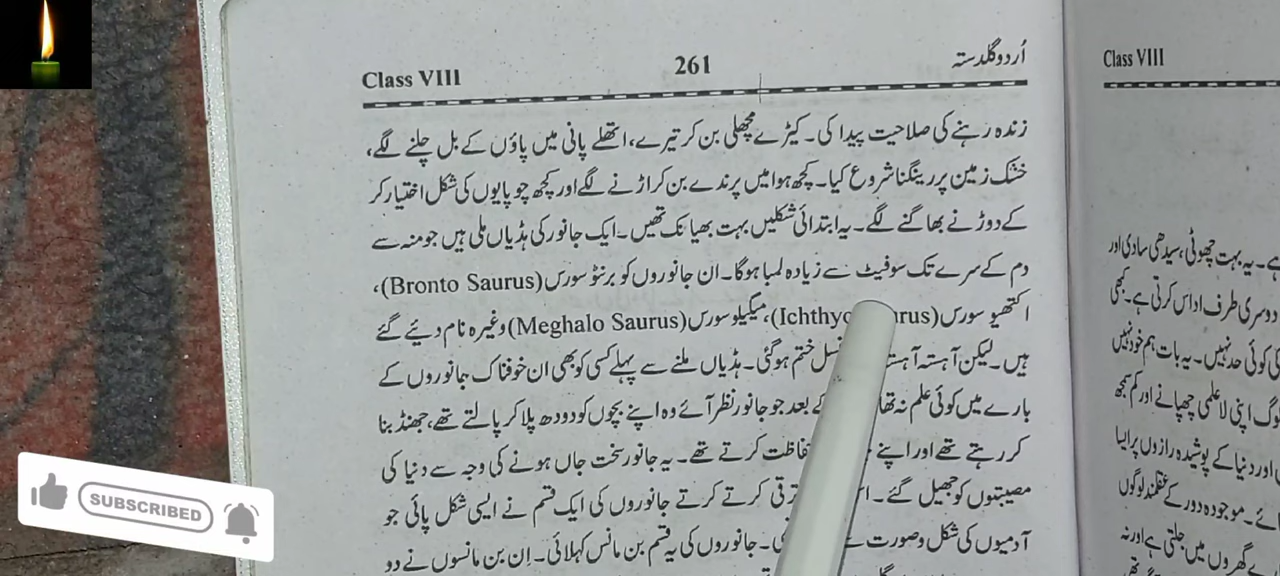 Class VIII 261 اُردو گلدستہ
زندہ رہنے کی صلاحیت پیدا کی۔ کیڑے مچھلی بن کر تیرے، اتھلے پانی میں پاؤں کے بل چلنے لگے،
خشک زمین پر رینگنا شروع کیا۔ کچھ ہوا میں پرندے بن کر اڑنے لگے اور کچھ چوپایوں کی شکل اختیار کر
کے دوڑنے بھاگنے لگے۔ یہ ابتدائی شکلیں بہت بھیانک تھیں۔ ایک جانور کی ہڈیاں ملی ہیں جو منہ سے
دم کے سرے تک سو فیٹ سے زیادہ لمبا ہوگا۔ ان جانوروں کو برنٹو سورس (Bronto Saurus)،
اکتھیو سورس (Ichthyo urus)، میگیلو سورس (Meghalo Saurus) وغیرہ نام دیئے گئے
ہیں۔ لیکن آہستہ آہستہ نسل ختم ہوگئی۔ ہڈیاں ملنے سے پہلے کسی کو بھی ان خوفناک جانوروں کے
بارے میں کوئی علم نہ تھا کے بعد جو جانور نظر آئے وہ اپنے بچوں کو دودھ پلا کر پالتے تھے، جھنڈ بنا
کر رہتے تھے اور اپنے حفاظت کرتے تھے۔ یہ جانور سخت جاں ہونے کی وجہ سے دنیا کی
مصیبتوں کو جھیل گئے۔ ترقی کرتے کرتے جانوروں کی ایک قسم نے ایسی شکل پائی جو
آدمیوں کی شکل و صورت سے کی۔ جانوروں کی یہ قسم بن مانس کہلائی۔ اِن بن مانسوں نے دو
Class VIII
ہے۔ یہ بہت چھوٹی، سیدھی سادی اور
دوسری طرف اداس کرتی ہے۔ کبھی
کی کوئی حد نہیں۔ یہ بات ہم خود نہیں
لوگ اپنی لاعلمی چھپانے اور کم سمجھ
اور دنیا کے پوشیدہ رازوں پر ایسا
ائے۔ موجودہ دور کے عقلمند لوگوں
ے گھروں میں جلتی ہے اور نہ
SUBSCRIBED